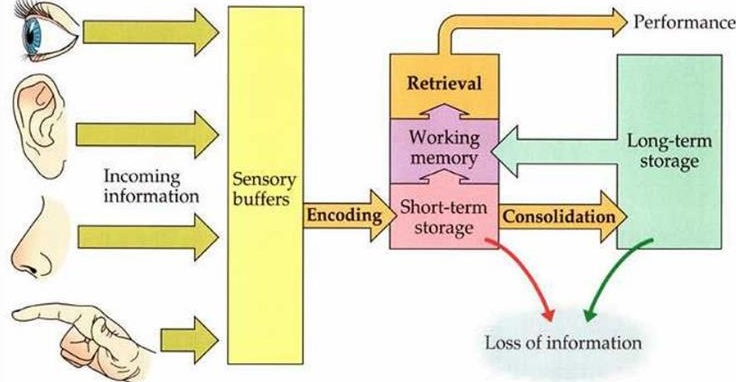 Performance
Retrieval
Working
memory
Long-term
storage
Incoming
information
Sensory
buffers
Encoding
Short-term
storage
Consolidation
Loss of information